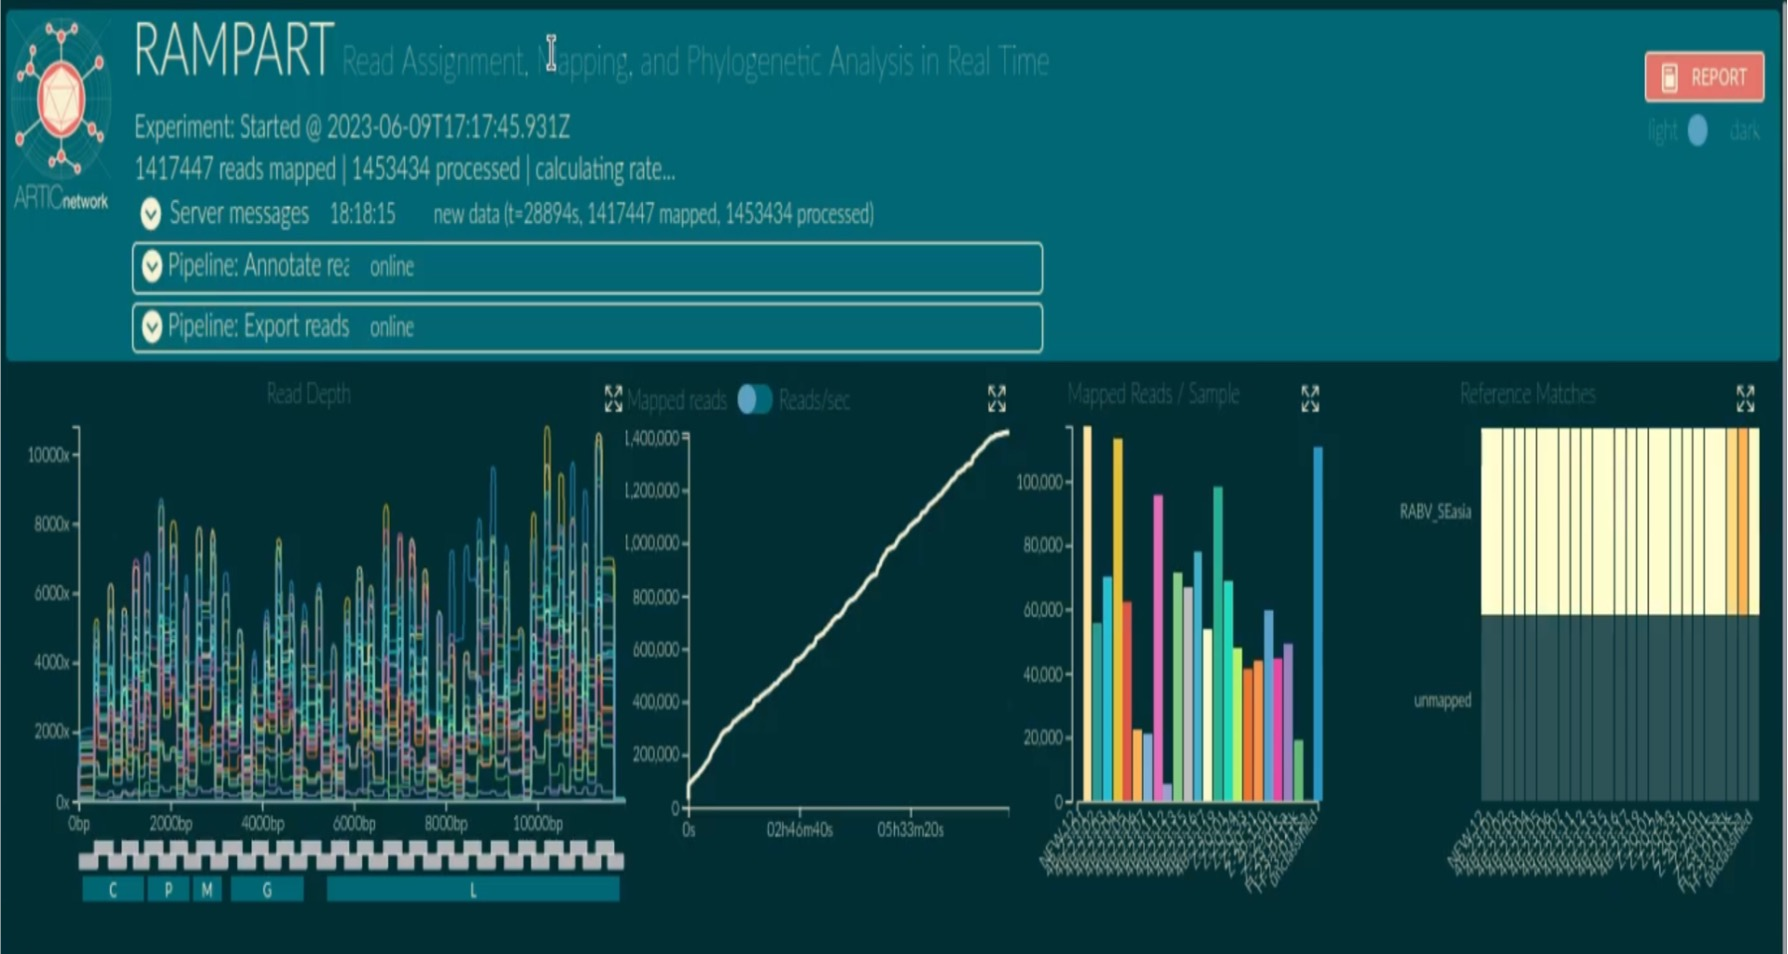 RAMPART Read Assignment, Mapping, and Phylogenetic Analysis in Real Time
REPORT
light dark
Experiment: Started @ 2023-06-09T17:17:45.931Z
1417447 reads mapped | 1453434 processed | calculating rate...
ARTICnetwork
Server messages 18:18:15 new data (t=28894s, 1417447 mapped, 1453434 processed)
Pipeline: Annotate rea online
Pipeline: Export reads online
Read Depth
10000x
8000x
6000x
4000x
2000x
0x
0bp 2000bp 4000bp 6000bp 8000bp 10000bp
C P M G L
Mapped reads Reads/sec
1,400,000
1,200,000
1,000,000
800,000
600,000
400,000
200,000
0
0s 02h46m40s 05h33m20s
Mapped Reads / Sample
100,000
80,000
60,000
40,000
20,000
0
Reference Matches
RABV_SEasia
unmapped